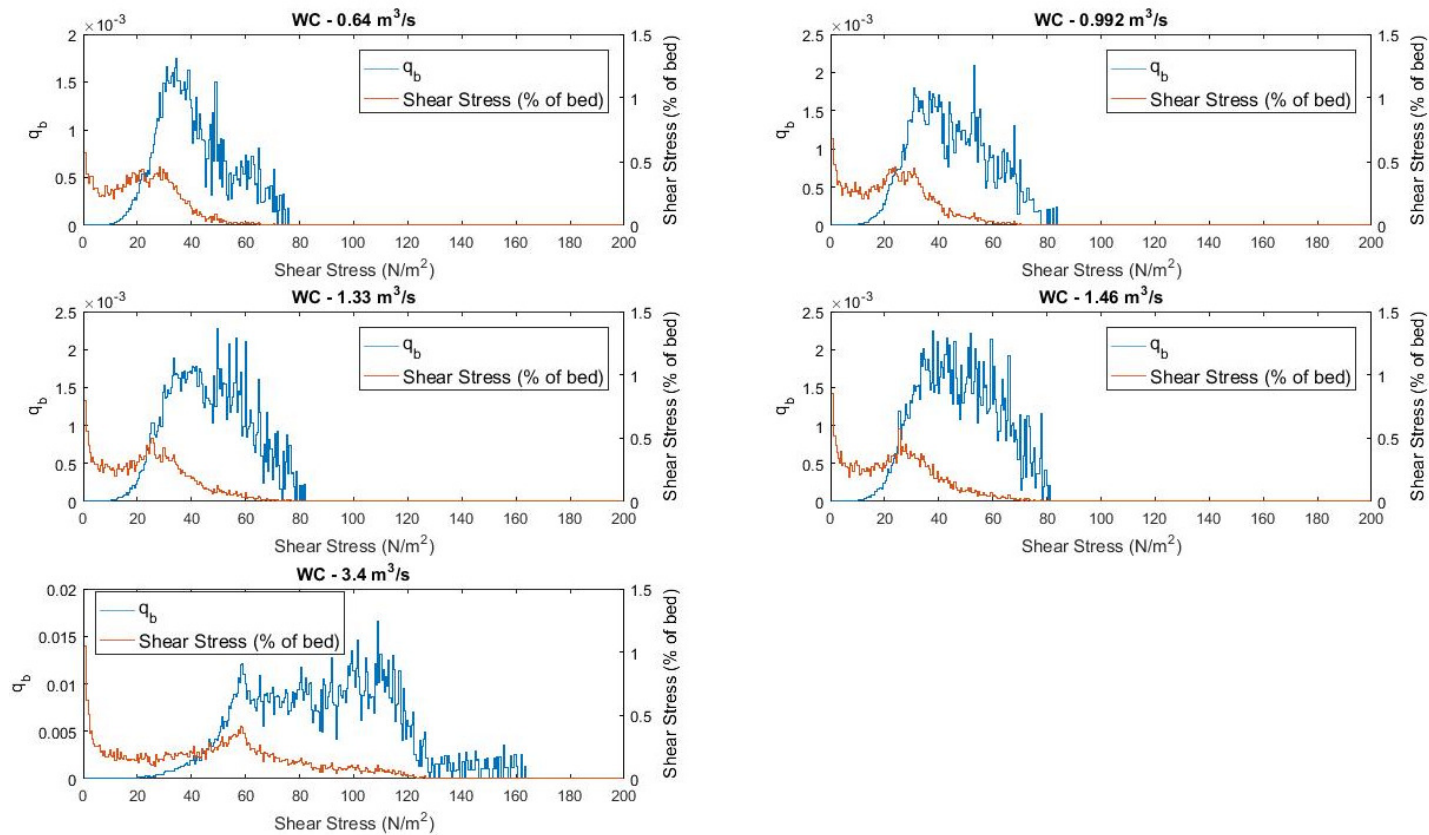 WC - 0.64 m³/s
×10⁻³
2
1.5
1
0.5
0
q_b
1.5
1
0.5
0
Shear Stress (% of bed)
q_b
Shear Stress (% of bed)
0 20 40 60 80 100 120 140 160 180 200
Shear Stress (N/m²)
WC - 0.992 m³/s
×10⁻³
2.5
2
1.5
1
0.5
0
q_b
1.5
1
0.5
0
Shear Stress (% of bed)
q_b
Shear Stress (% of bed)
0 20 40 60 80 100 120 140 160 180 200
Shear Stress (N/m²)
WC - 1.33 m³/s
×10⁻³
2.5
2
1.5
1
0.5
0
q_b
1.5
1
0.5
0
Shear Stress (% of bed)
q_b
Shear Stress (% of bed)
0 20 40 60 80 100 120 140 160 180 200
Shear Stress (N/m²)
WC - 1.46 m³/s
×10⁻³
2.5
2
1.5
1
0.5
0
q_b
1.5
1
0.5
0
Shear Stress (% of bed)
q_b
Shear Stress (% of bed)
0 20 40 60 80 100 120 140 160 180 200
Shear Stress (N/m²)
WC - 3.4 m³/s
0.02
0.015
0.01
0.005
0
q_b
1.5
1
0.5
0
Shear Stress (% of bed)
q_b
Shear Stress (% of bed)
0 20 40 60 80 100 120 140 160 180 200
Shear Stress (N/m²)